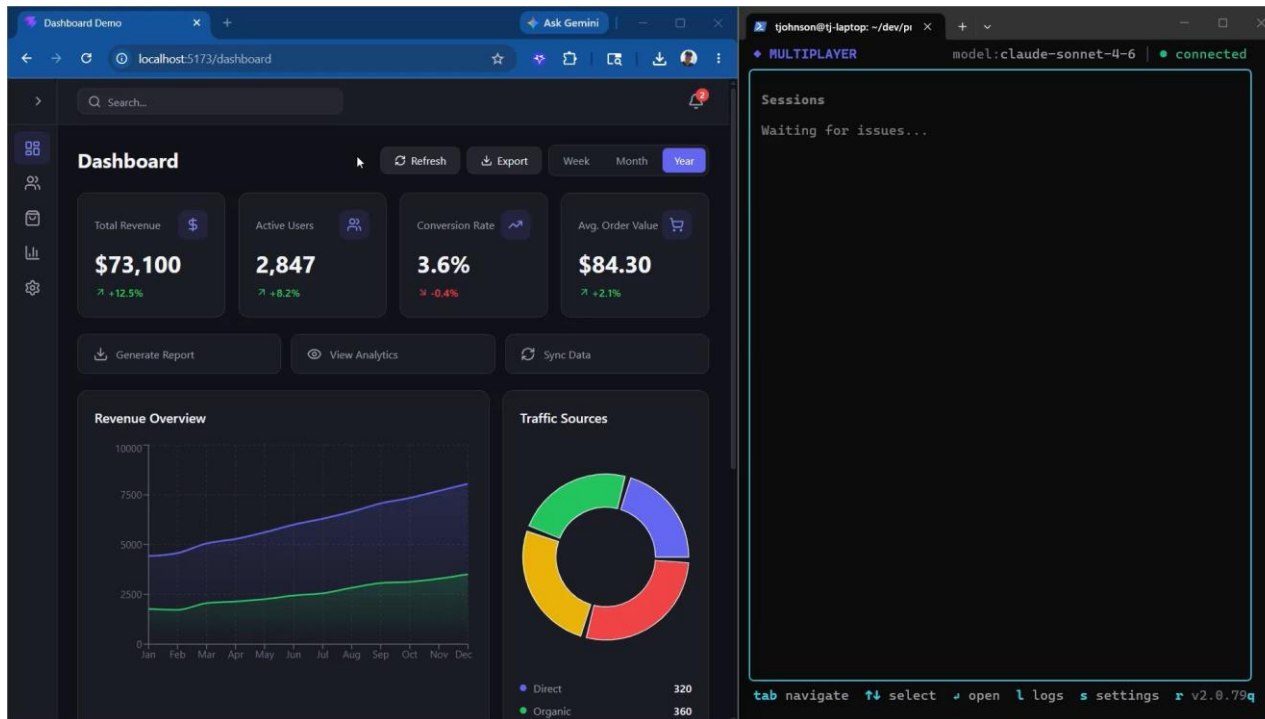 Dashboard Demo
Ask Gemini
localhost:5173/dashboard
Search...
2
Dashboard
Refresh
Export
Week
Month
Year
Total Revenue
$
$73,100
+12.5%
Active Users
2,847
+8.2%
Conversion Rate
3.6%
-0.4%
Avg. Order Value
$84.30
+2.1%
Generate Report
View Analytics
Sync Data
Revenue Overview
10000
7500
5000
2500
0
Jan Feb Mar Apr May Jun Jul Aug Sep Oct Nov Dec
Traffic Sources
Direct 320
Organic 360
tjohnson@tj-laptop: ~/dev/pr
MULTIPLAYER model:claude-sonnet-4-6 | ● connected
Sessions
Waiting for issues...
tab navigate ↑↓ select ↲ open l logs s settings r v2.0.79q